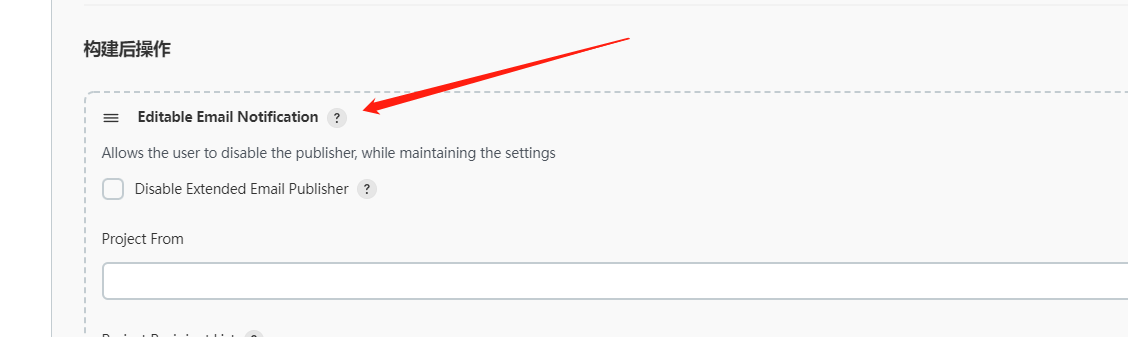 构建后操作
Editable Email Notification ?
Allows the user to disable the publisher, while maintaining the settings
Disable Extended Email Publisher ?
Project From